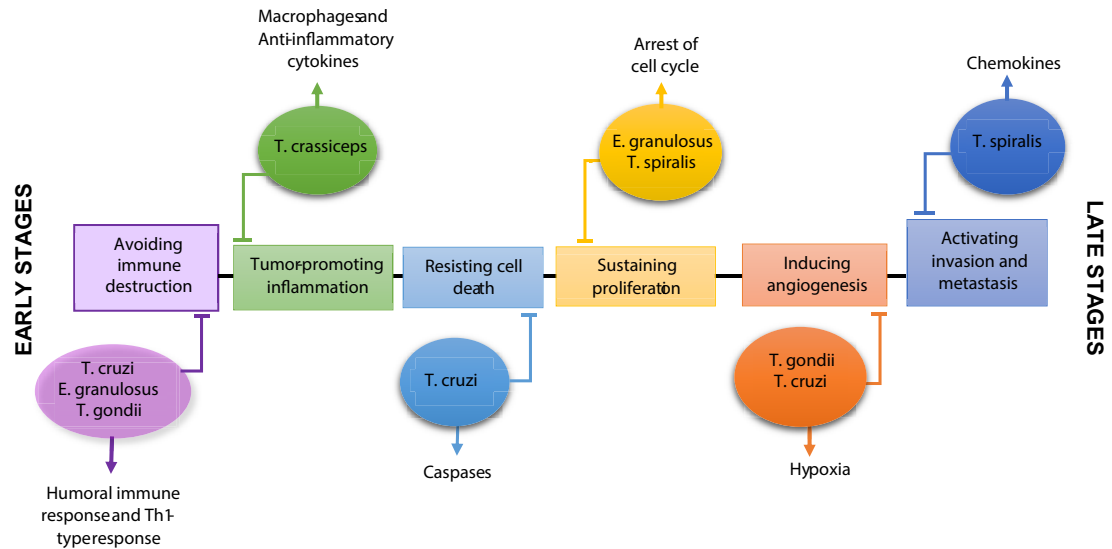 Macrophages and
Anti-inflammatory
cytokines
Arrest of
cell cycle
Chemokines
T. crassiceps
E. granulosus
T. spiralis
T. spiralis
EARLY STAGES
Avoiding
immune
destruction
Tumor-promoting
inflammation
Resisting cell
death
Sustaining
proliferation
Inducing
angiogenesis
Activating
invasion and
metastasis
LATE STAGES
T. cruzi
E. granulosus
T. gondii
T. cruzi
T. gondii
T. cruzi
Humoral immune
response and Th1-
type response
Caspases
Hypoxia